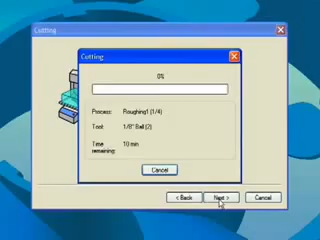 Cutting
Cutting
0%
Process: Roughing1 (1/4)
Tool: 1/8" Ball (2)
Time remaining: 10 min
Cancel
< Back Next > Cancel